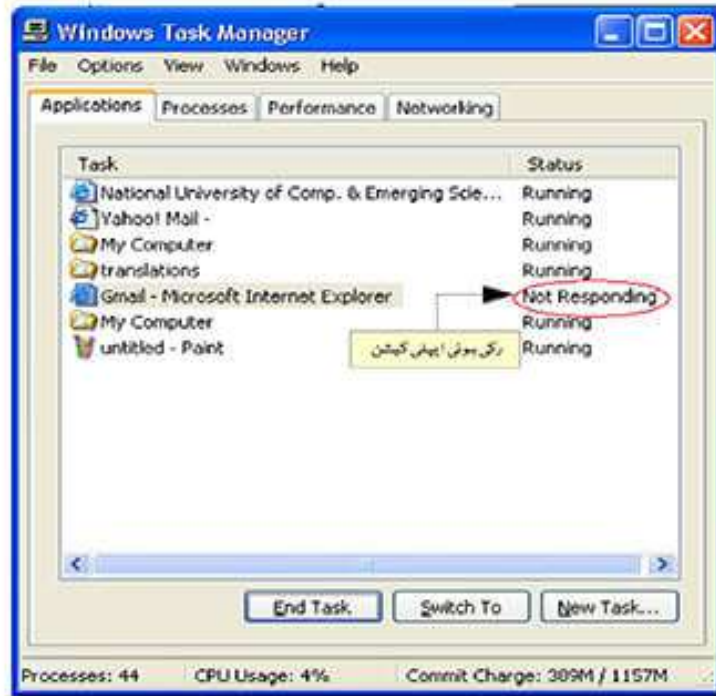 Windows Task Manager
File Options View Windows Help
Applications Processes Performance Networking
Task Status
National University of Comp. & Emerging Scie... Running
Yahoo! Mail - Running
My Computer Running
translations Running
Gmail - Microsoft Internet Explorer Not Responding
My Computer Running
untitled - Paint Running
رکی ہوئی ایپلی کیشن
End Task Switch To New Task...
Processes: 44 CPU Usage: 4% Commit Charge: 309M / 1157M